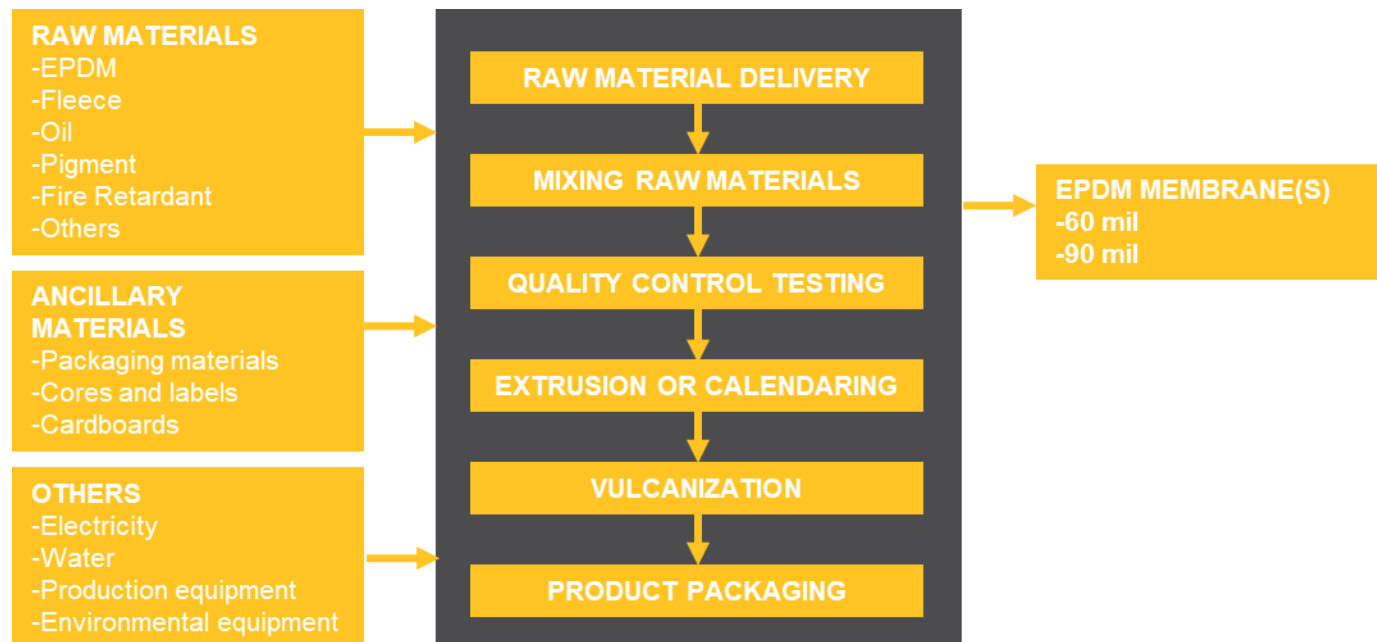 RAW MATERIALS
-EPDM
-Fleece
-Oil
-Pigment
-Fire Retardant
-Others
ANCILLARY
MATERIALS
-Packaging materials
-Cores and labels
-Cardboards
OTHERS
-Electricity
-Water
-Production equipment
-Environmental equipment
RAW MATERIAL DELIVERY
MIXING RAW MATERIALS
QUALITY CONTROL TESTING
EXTRUSION OR CALENDARING
VULCANIZATION
PRODUCT PACKAGING
EPDM MEMBRANE(S)
-60 mil
-90 mil